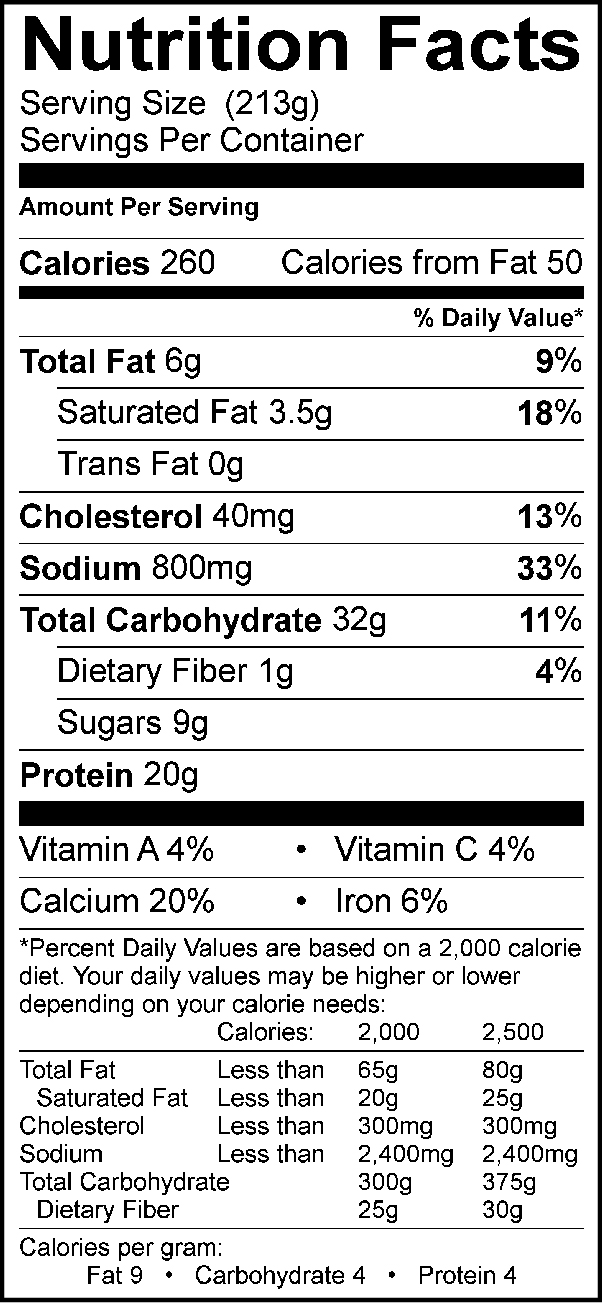 Nutrition Facts
Serving Size (213g)
Servings Per Container
Amount Per Serving
Calories 260 Calories from Fat 50
% Daily Value*
Total Fat 6g 9%
Saturated Fat 3.5g 18%
Trans Fat 0g
Cholesterol 40mg 13%
Sodium 800mg 33%
Total Carbohydrate 32g 11%
Dietary Fiber 1g 4%
Sugars 9g
Protein 20g
Vitamin A 4% • Vitamin C 4%
Calcium 20% • Iron 6%
*Percent Daily Values are based on a 2,000 calorie
diet. Your daily values may be higher or lower
depending on your calorie needs:
Calories: 2,000 2,500
Total Fat Less than 65g 80g
Saturated Fat Less than 20g 25g
Cholesterol Less than 300mg 300mg
Sodium Less than 2,400mg 2,400mg
Total Carbohydrate 300g 375g
Dietary Fiber 25g 30g
Calories per gram:
Fat 9 • Carbohydrate 4 • Protein 4